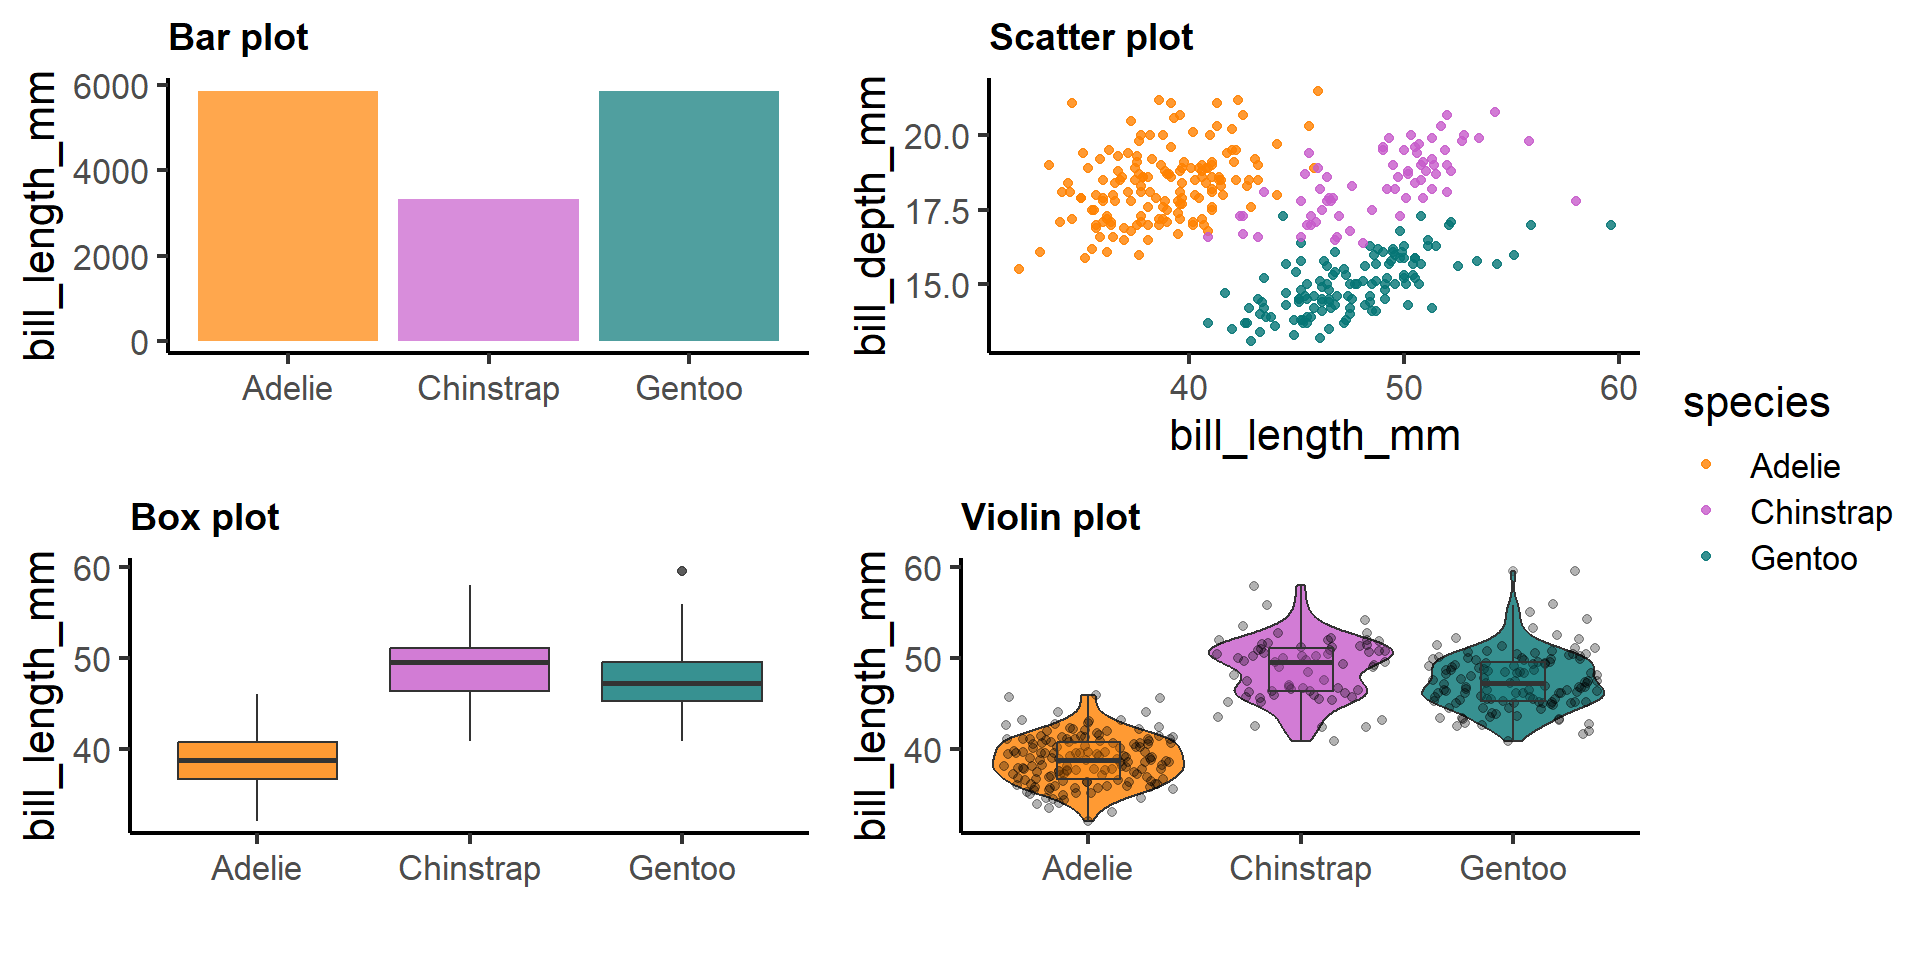 Bar plot
bill_length_mm
6000
4000
2000
0
Adelie Chinstrap Gentoo
Scatter plot
bill_depth_mm
20.0
17.5
15.0
40 50 60
bill_length_mm
species
Adelie
Chinstrap
Gentoo
Box plot
bill_length_mm
60
50
40
Adelie Chinstrap Gentoo
Violin plot
bill_length_mm
60
50
40
Adelie Chinstrap Gentoo